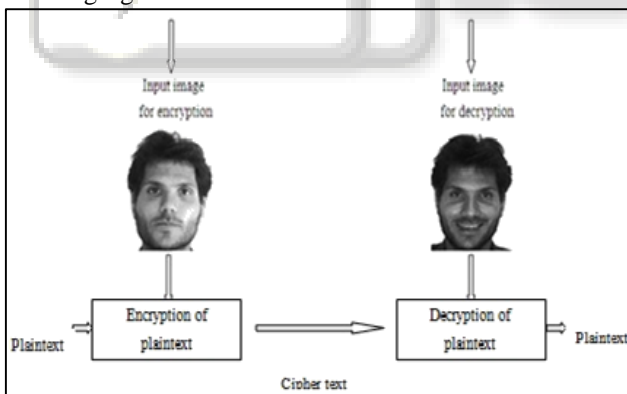 Input image
for encryption
Input image
for decryption
Encryption of
plaintext
Decryption of
plaintext
Plaintext
Plaintext
Cipher text